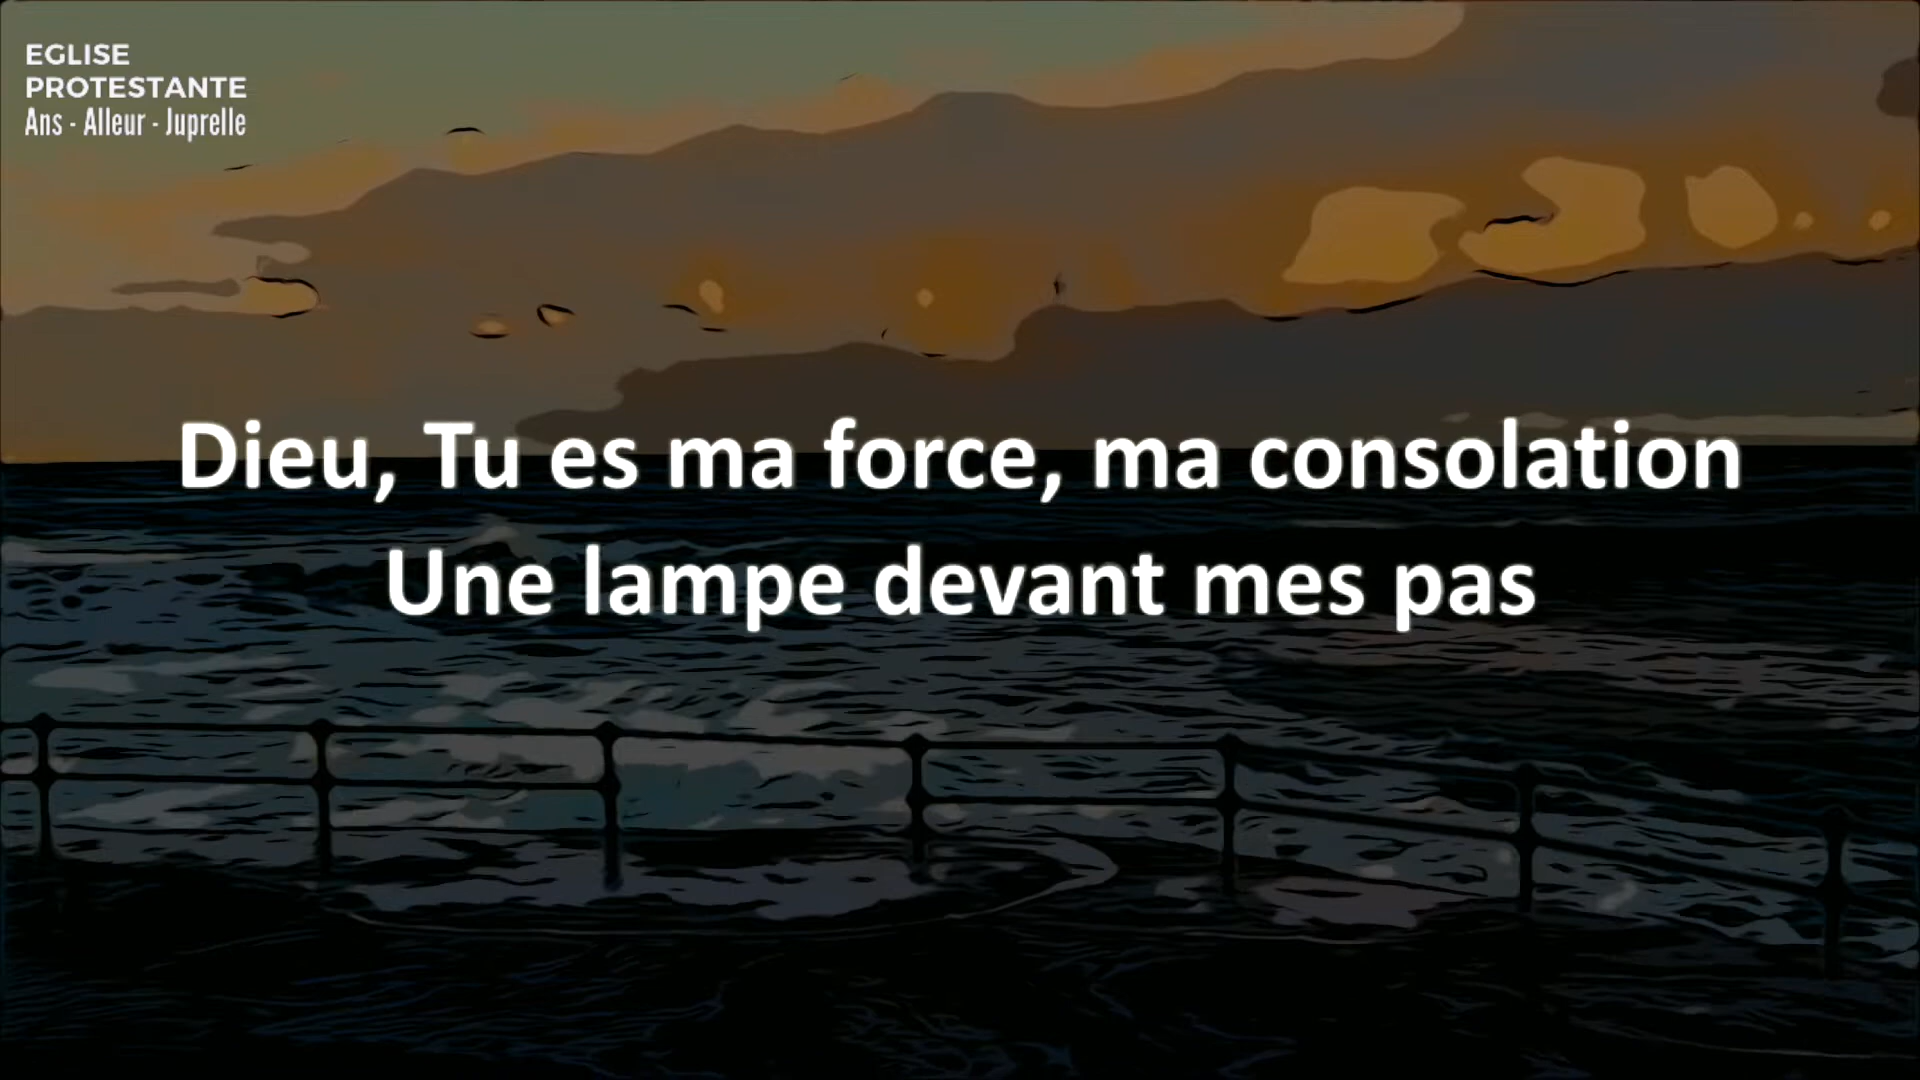 EGLISE
PROTESTANTE
Ans - Alleur - Juprelle
Dieu, Tu es ma force, ma consolation
Une lampe devant mes pas